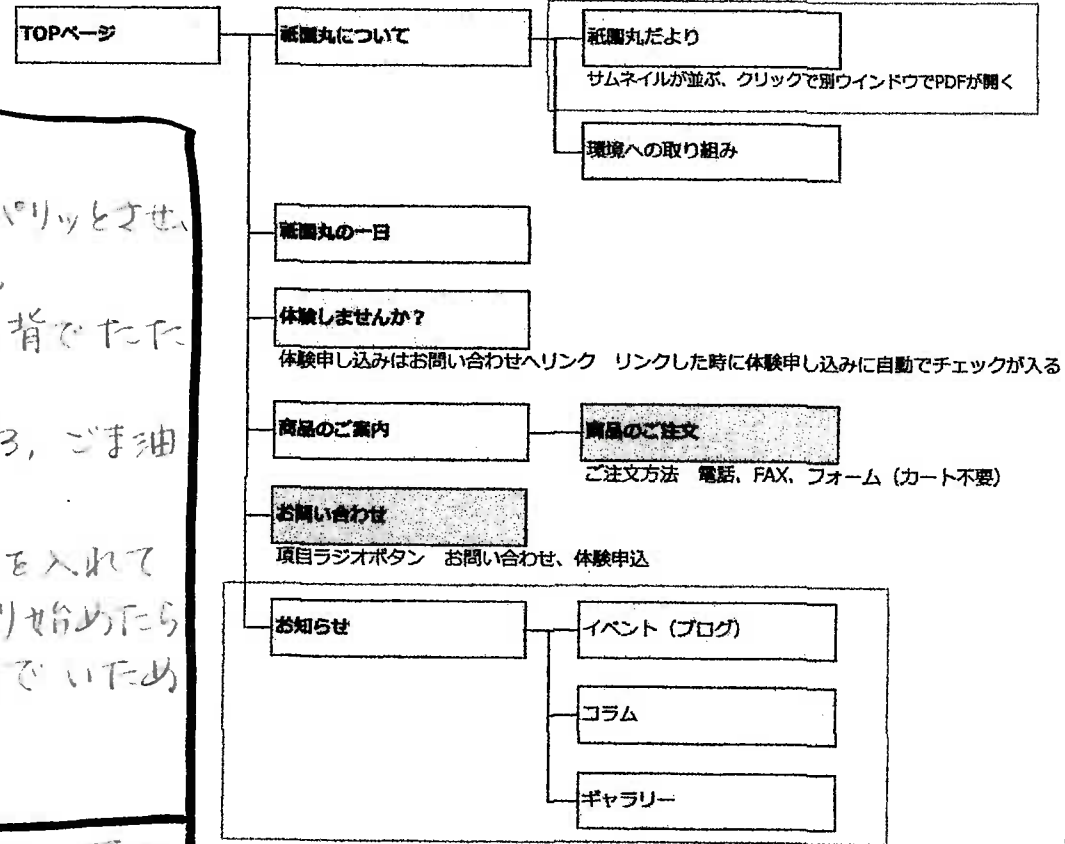 TOPページ
祇園丸について
祇園丸だより
サムネイルが並ぶ、クリックで別ウインドウでPDFが開く
環境への取り組み
祇園丸の一日
体験しませんか？
体験申し込みはお問い合わせへリンク　リンクした時に体験申し込みに自動でチェックが入る
商品のご案内
商品のご注文
ご注文方法　電話、FAX、フォーム（カート不要）
お問い合わせ
項目ラジオボタン　お問い合わせ、体験申込
お知らせ
イベント（ブログ）
コラム
ギャラリー
パリッとさせ、
背でたた
3, ごま油
を入れて
り始めたら
でいため